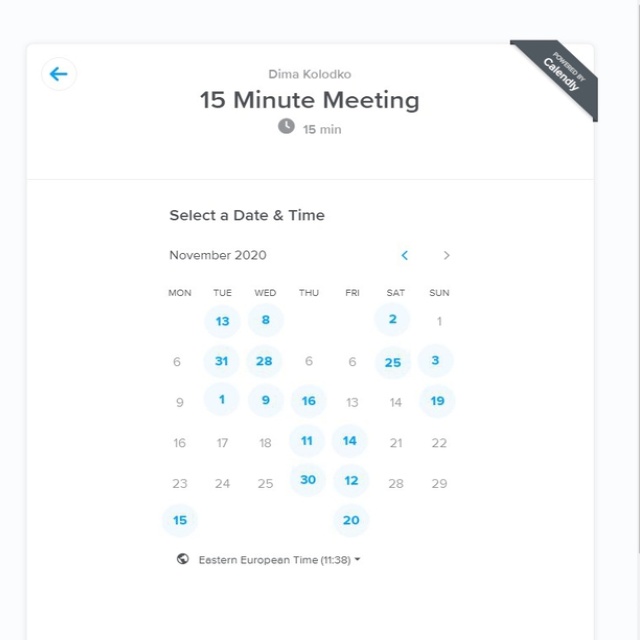 POWERED BY
Calendly
Dima Kolodko
15 Minute Meeting
15 min
Select a Date & Time
November 2020
MON TUE WED THU FRI SAT SUN
13 8 2 1
6 31 28 6 6 25 3
9 1 9 16 13 14 19
16 17 18 11 14 21 22
23 24 25 30 12 28 29
15 20
Eastern European Time (11:38)